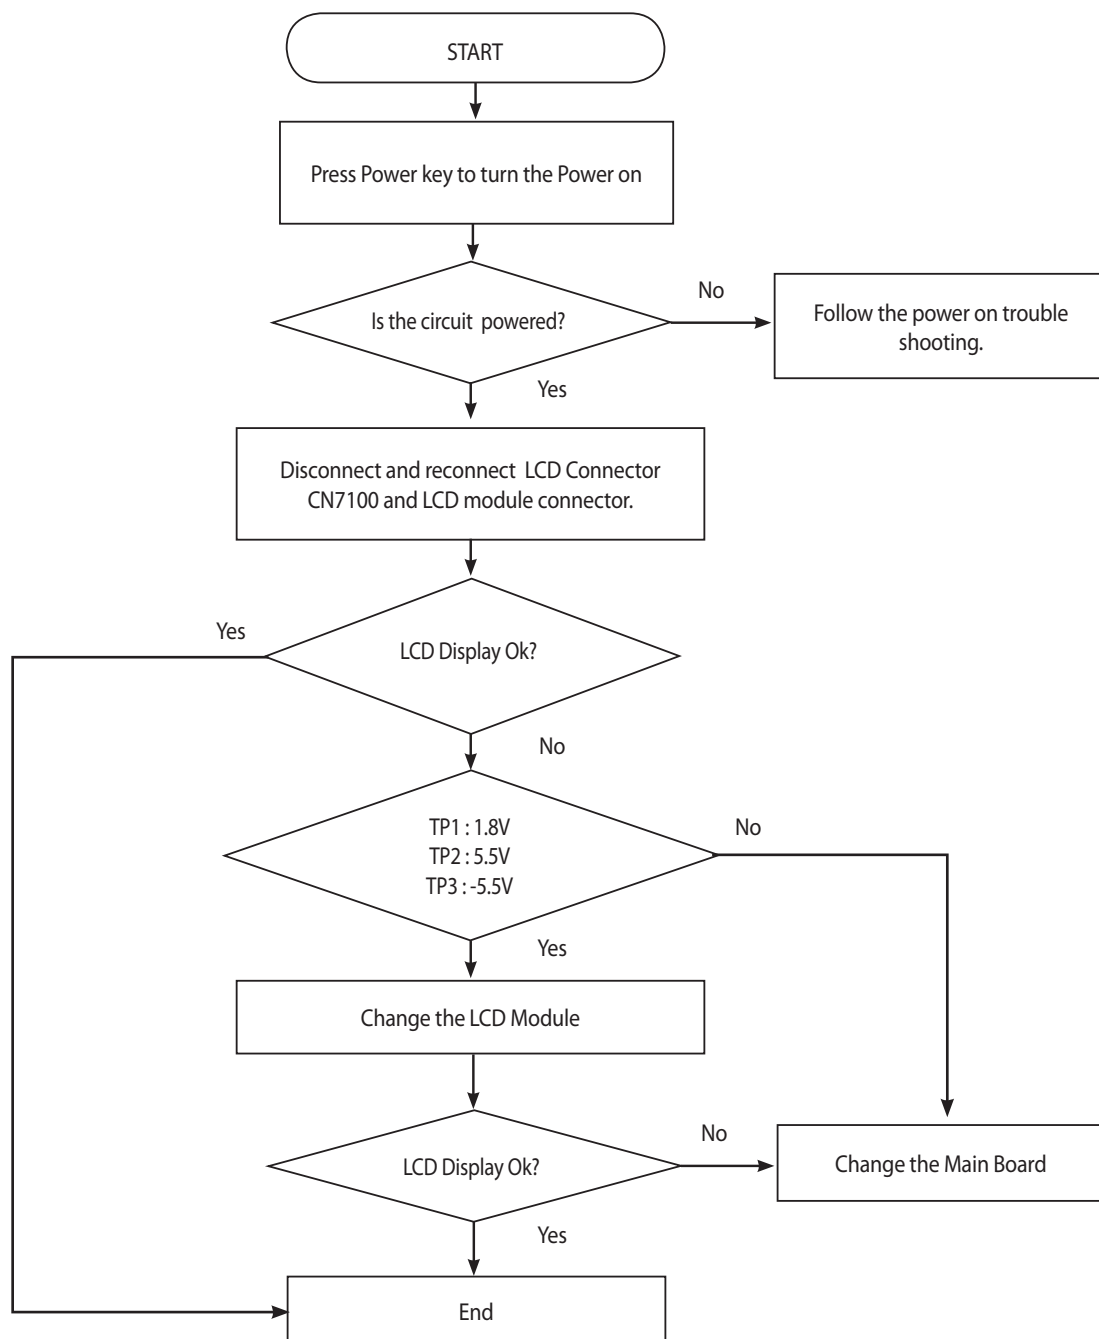 START
Press Power key to turn the Power on
Is the circuit powered?
No
Follow the power on trouble
shooting.
Yes
Disconnect and reconnect LCD Connector
CN7100 and LCD module connector.
Yes
LCD Display Ok?
No
TP1 : 1.8V
TP2 : 5.5V
TP3 : -5.5V
No
Yes
Change the LCD Module
LCD Display Ok?
No
Change the Main Board
Yes
End